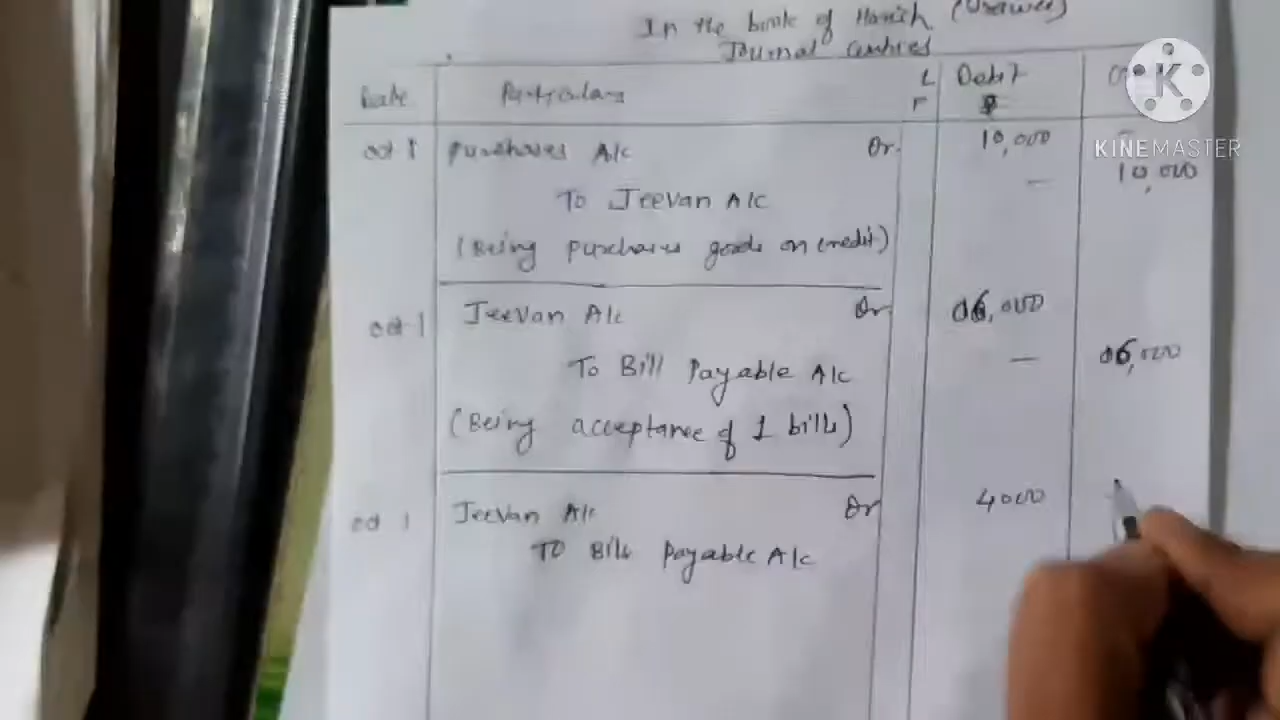 In the book of Harish (Drawee)
Journal entries
Date Particulars L F Debit
oct 1 Purchases A/c Dr. 10,000
To Jeevan A/c — 10,000
(Being purchases goods on credit)
oct 1 Jeevan A/c Dr 06,000
To Bill Payable A/c — 06,000
(Being acceptance of 1 bills)
oct 1 Jeevan A/c Dr 4000
To Bills Payable A/c
K
KINEMASTER